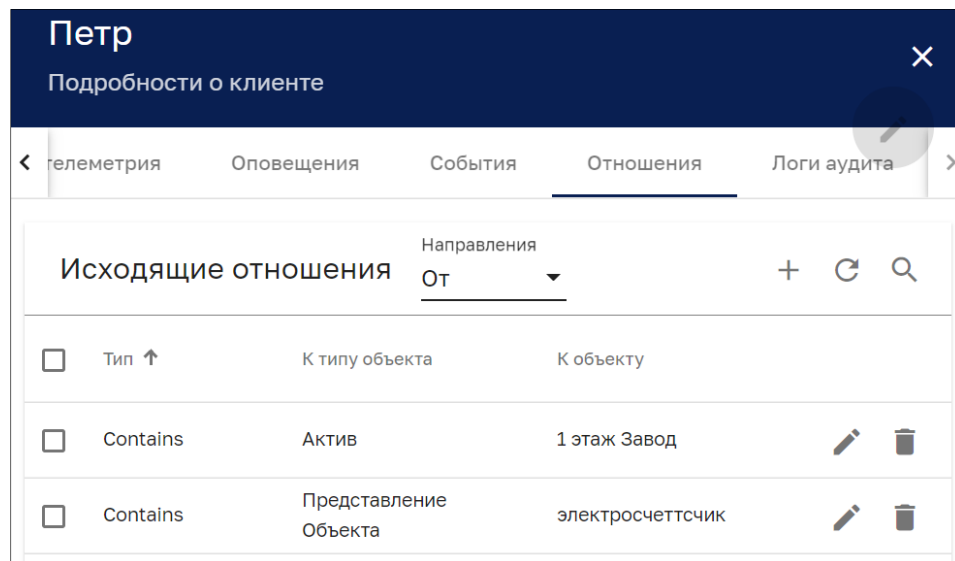 Петр
Подробности о клиенте
телеметрия Оповещения События Отношения Логи аудита
Направления
Исходящие отношения От
Тип К типу объекта К объекту
Contains Актив 1 этаж Завод
Contains Представление Объекта электросчеттсчик